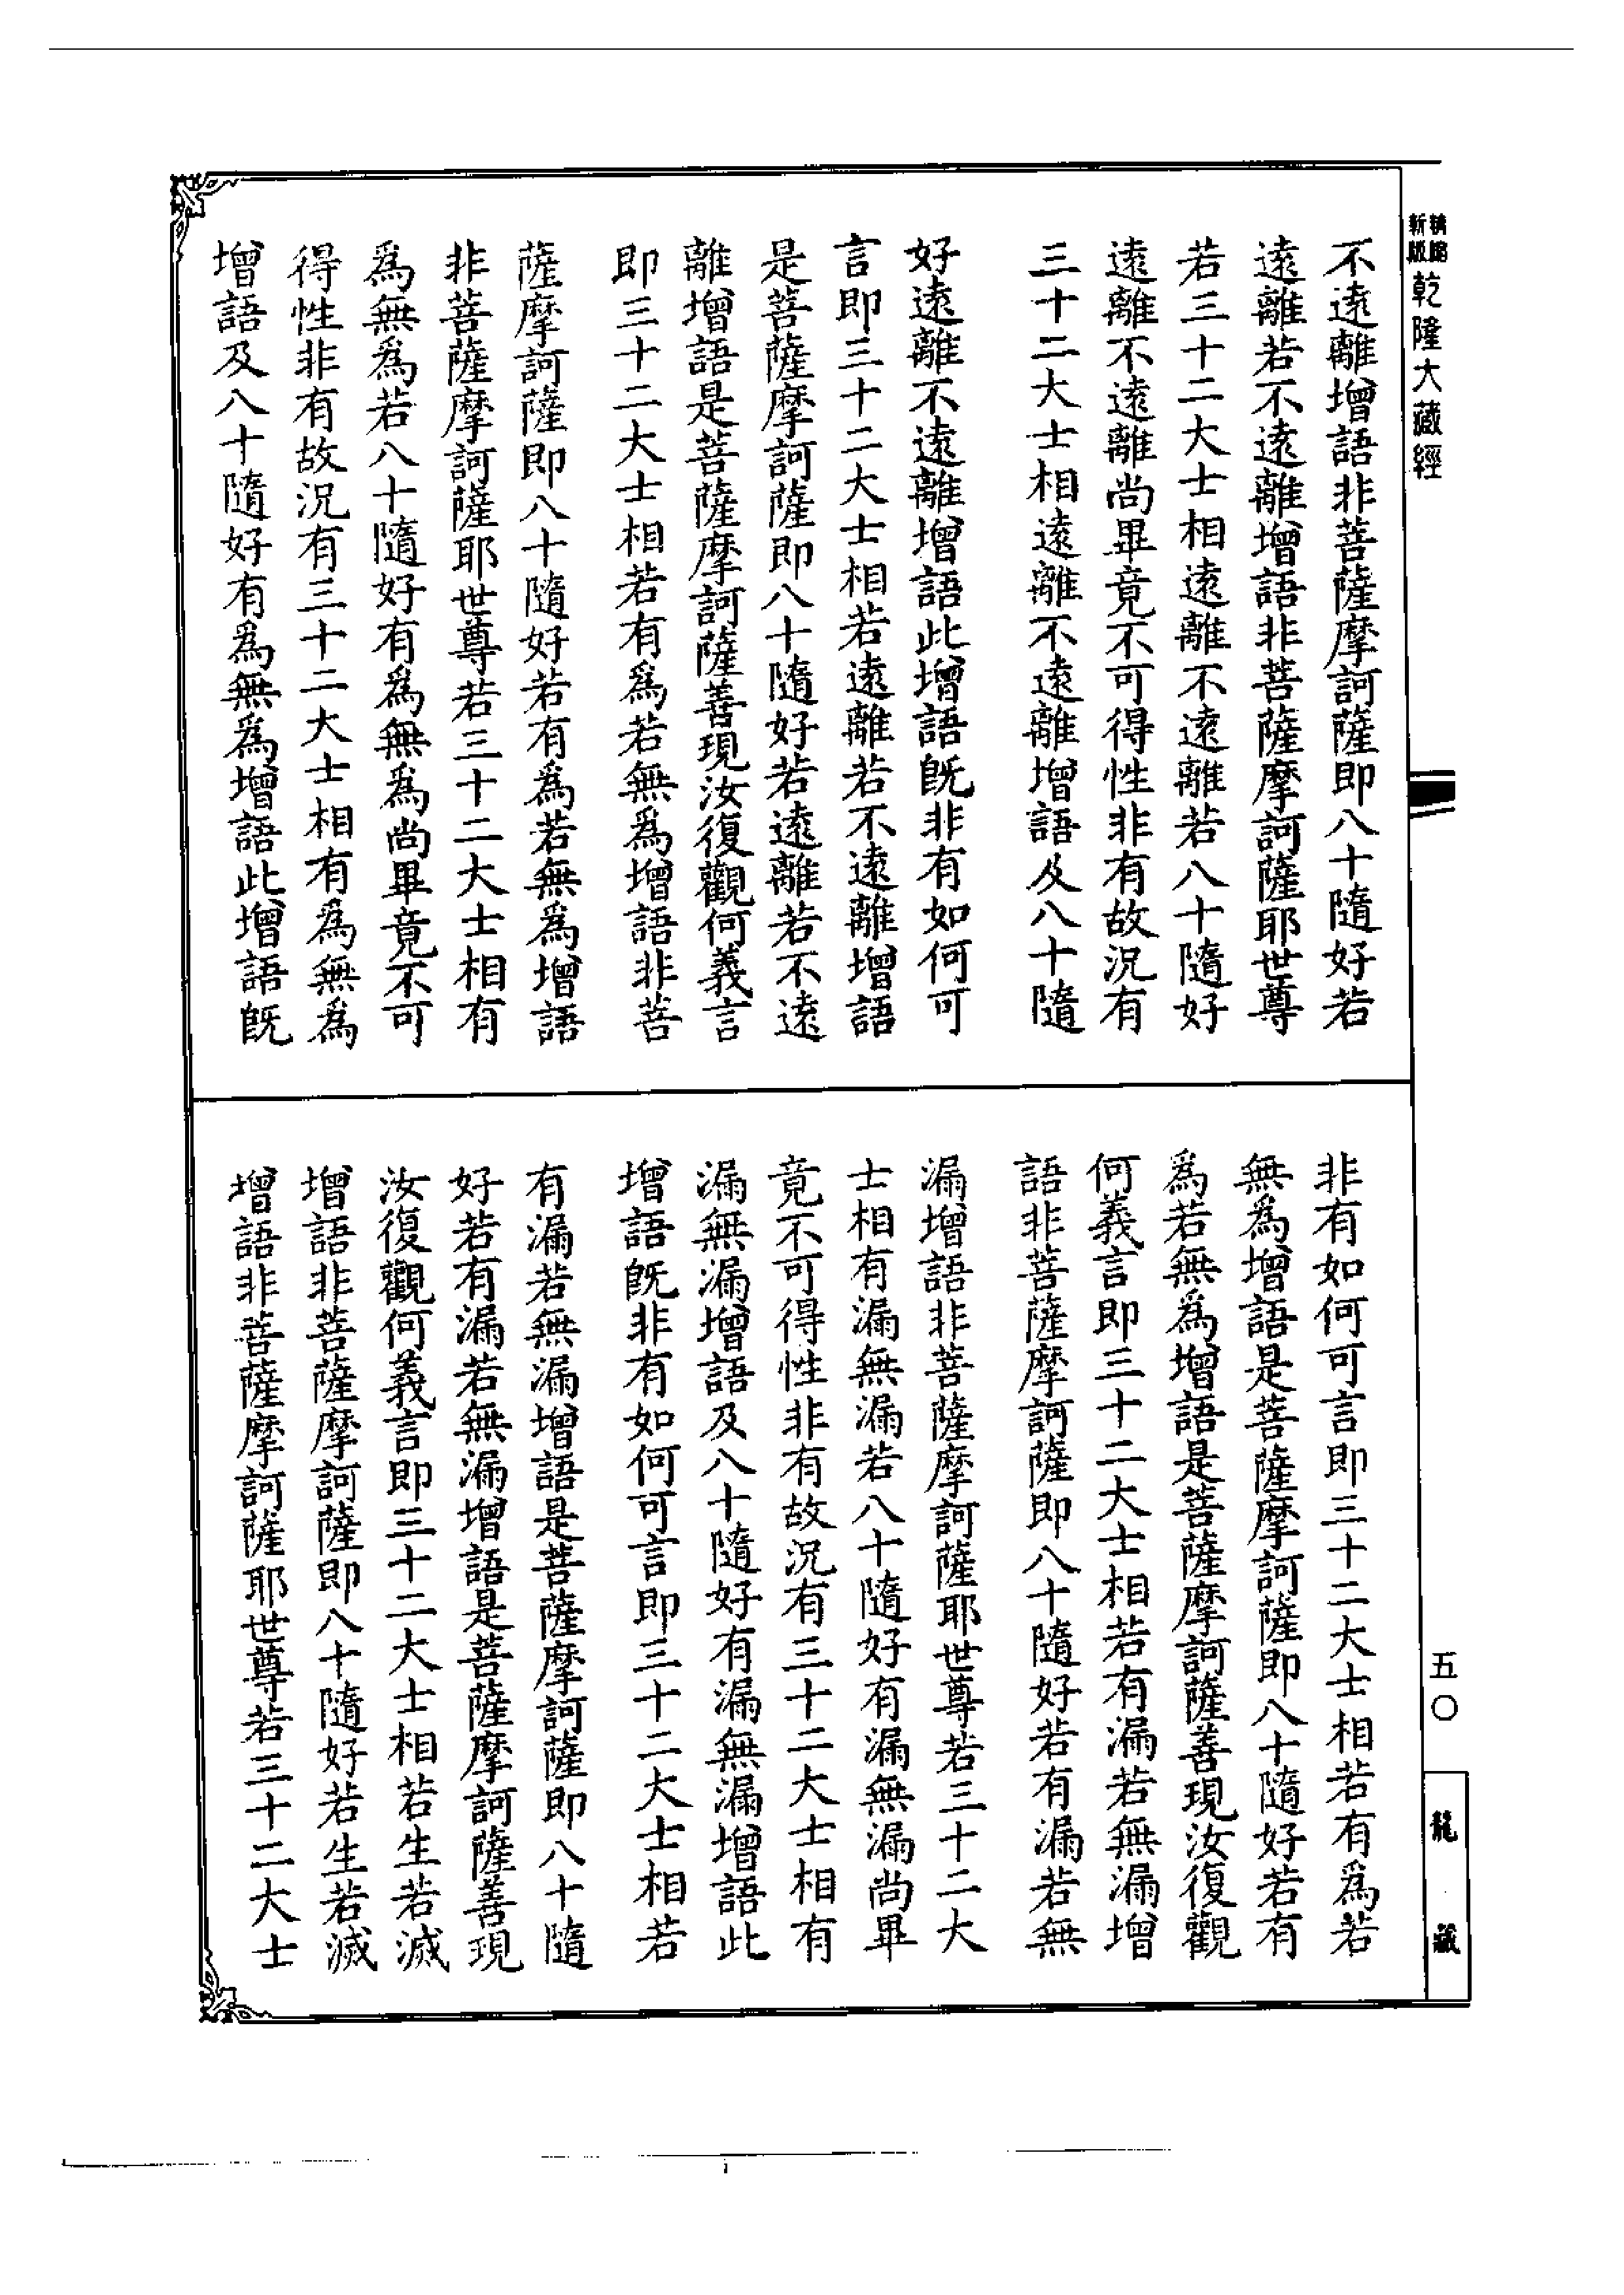 新精
版縮
乾隆大藏經
不遠離增語非菩薩摩訶薩即八十隨好若
遠離若不遠離增語非菩薩摩訶薩耶世尊
若三十二大士相遠離不遠離若八十隨好
遠離不遠離尚畢竟不可得性非有故況有
三十二大士相遠離不遠離增語及八十隨
好遠離不遠離增語此增語旣非有如何可
言即三十二大士相若遠離若不遠離增語
是菩薩摩訶薩即八十隨好若遠離若不遠
離增語是菩薩摩訶薩善現汝復觀何義言
即三十二大士相若有爲若無爲增語非菩
薩摩訶薩即八十隨好若有爲若無爲增語
非菩薩摩訶薩耶世尊若三十二大士相有
爲無爲若八十隨好有爲無爲尚畢竟不可
得性非有故況有三十二大士相有爲無爲
增語及八十隨好有爲無爲增語此增語旣
非有如何可言即三十二大士相若有爲若
無爲增語是菩薩摩訶薩即八十隨好若有
爲若無爲增語是菩薩摩訶薩善現汝復觀
何義言即三十二大士相若有漏若無漏增
語非菩薩摩訶薩即八十隨好若有漏若無
漏增語非菩薩摩訶薩耶世尊若三十二大
士相有漏無漏若八十隨好有漏無漏尚畢
竟不可得性非有故況有三十二大士相有
漏無漏增語及八十隨好有漏無漏增語此
增語旣非有如何可言即三十二大士相若
有漏若無漏增語是菩薩摩訶薩即八十隨
好若有漏若無漏增語是菩薩摩訶薩善現
汝復觀何義言即三十二大士相若生若滅
增語非菩薩摩訶薩即八十隨好若生若滅
增語非菩薩摩訶薩耶世尊若三十二大士
五〇
龍藏